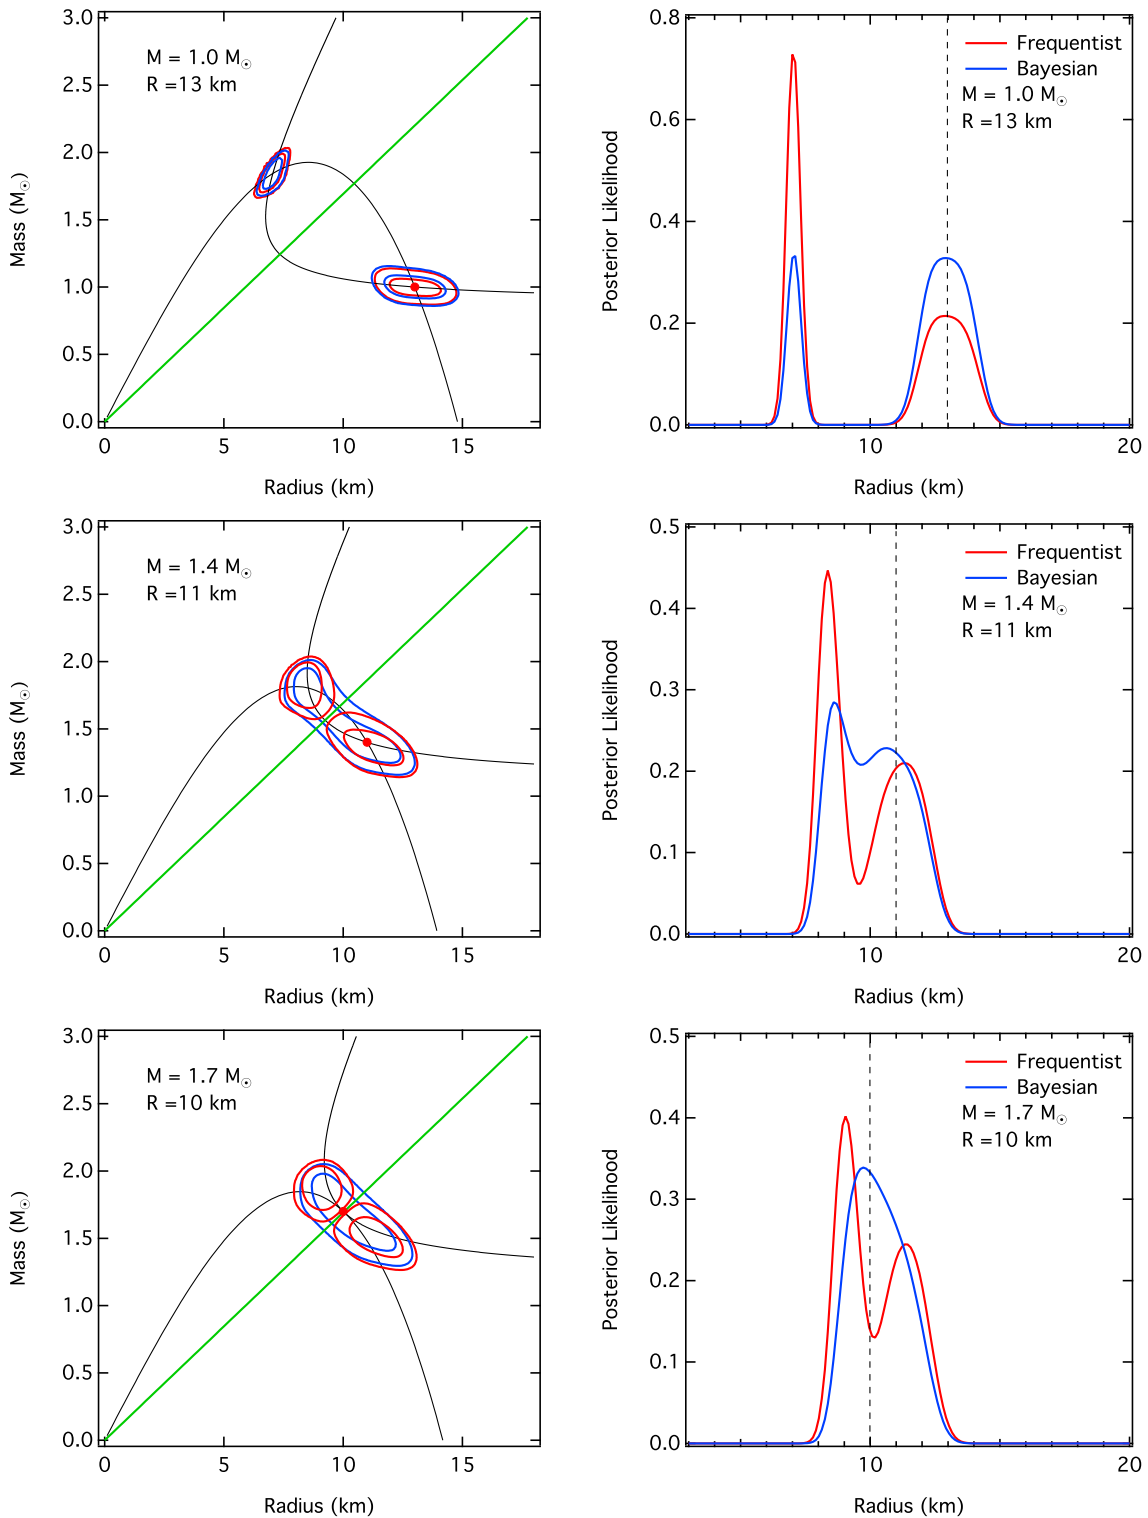 3.0
2.5
2.0
1.5
1.0
0.5
0.0
Mass (M☉)
M = 1.0 M☉
R =13 km
0
5
10
15
Radius (km)
0.8
0.6
0.4
0.2
0.0
Posterior Likelihood
Frequentist
Bayesian
M = 1.0 M☉
R =13 km
10
20
Radius (km)
3.0
2.5
2.0
1.5
1.0
0.5
0.0
Mass (M☉)
M = 1.4 M☉
R =11 km
0
5
10
15
Radius (km)
0.5
0.4
0.3
0.2
0.1
0.0
Posterior Likelihood
Frequentist
Bayesian
M = 1.4 M☉
R =11 km
10
20
Radius (km)
3.0
2.5
2.0
1.5
1.0
0.5
0.0
Mass (M☉)
M = 1.7 M☉
R =10 km
0
5
10
15
Radius (km)
0.5
0.4
0.3
0.2
0.1
0.0
Posterior Likelihood
Frequentist
Bayesian
M = 1.7 M☉
R =10 km
10
20
Radius (km)